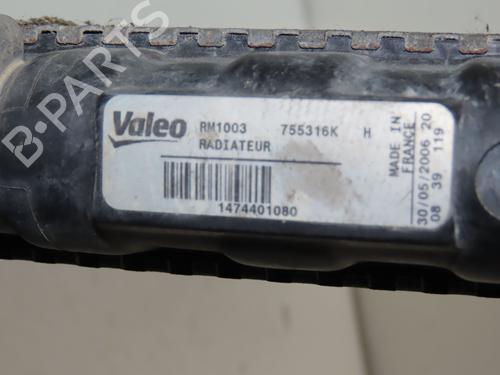 Valeo RM1003 755316K H
RADIATEUR
1474401080
MADE IN
FRANCE
30/05/2006 20
08 39 119
B-PARTS